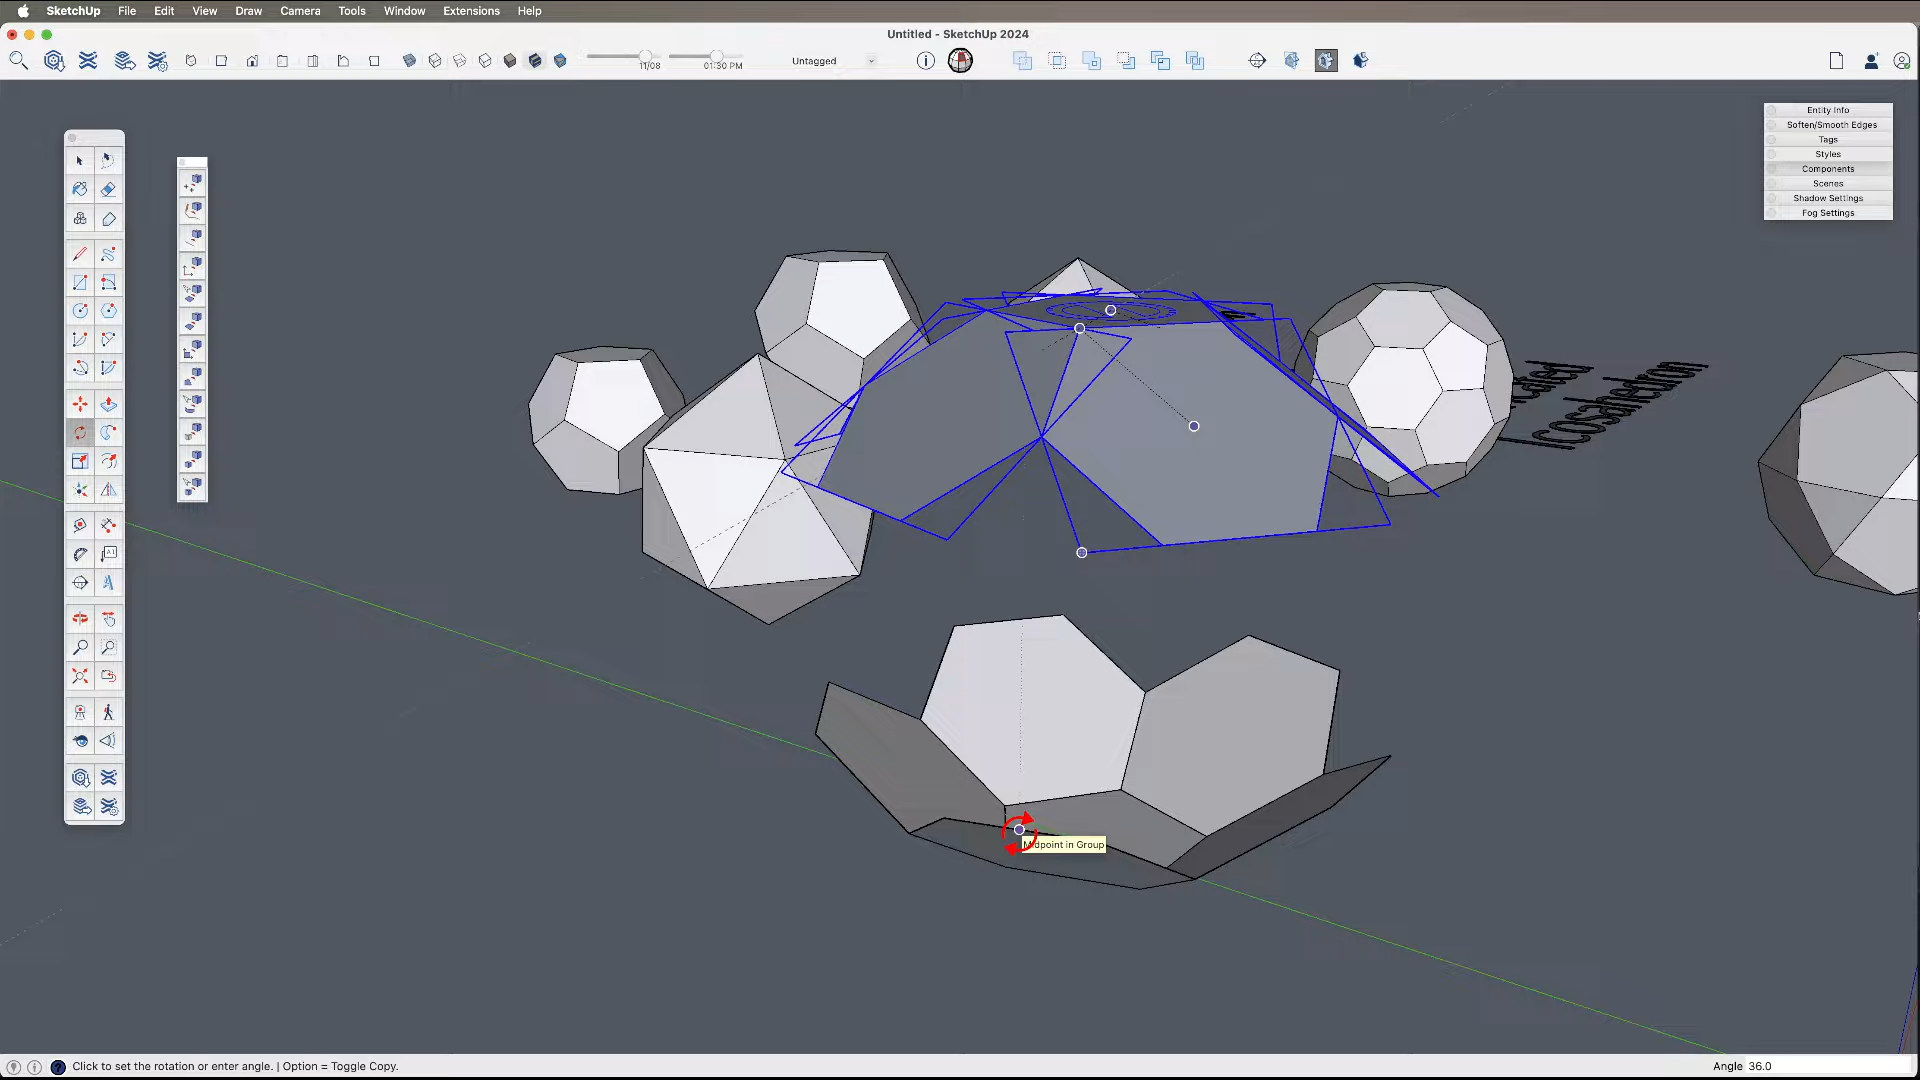 SketchUp File Edit View Draw Camera Tools Window Extensions Help
Untitled - SketchUp 2024
11/08
01:30 PM
Untagged
Entity Info
Soften/Smooth Edges
Tags
Styles
Components
Scenes
Shadow Settings
Fog Settings
A1
Icosahedron
Midpoint in Group
Click to set the rotation or enter angle. | Option = Toggle Copy.
Angle 36.0